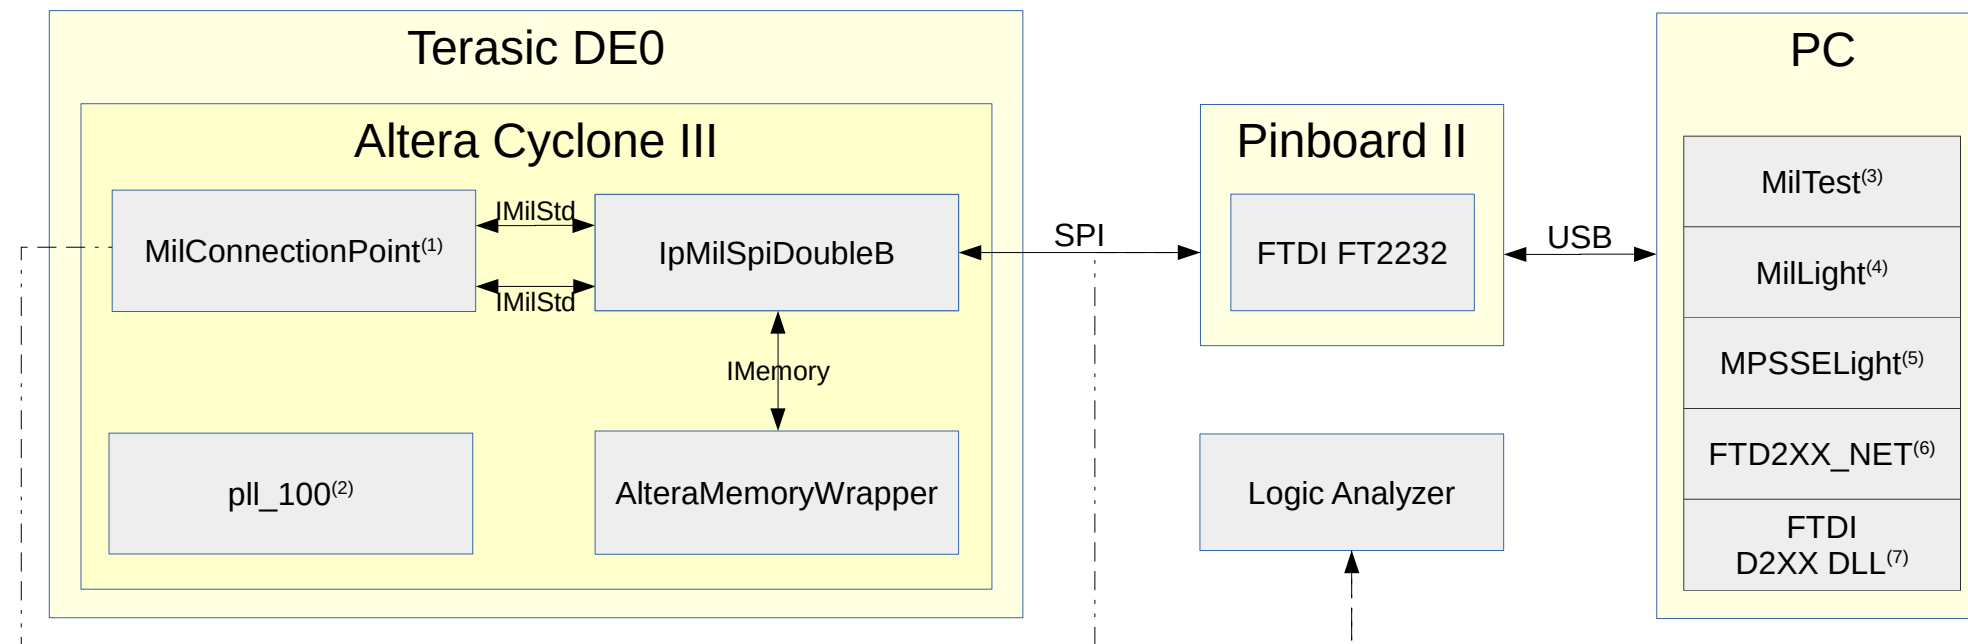 Terasic DE0
Altera Cyclone III
MilConnectionPoint(1)
IMilStd
IMilStd
IpMilSpiDoubleB
IMemory
pll_100(2)
AlteraMemoryWrapper
SPI
Pinboard II
FTDI FT2232
Logic Analyzer
USB
PC
MilTest(3)
MilLight(4)
MPSSELight(5)
FTD2XX_NET(6)
FTDI
D2XX DLL(7)